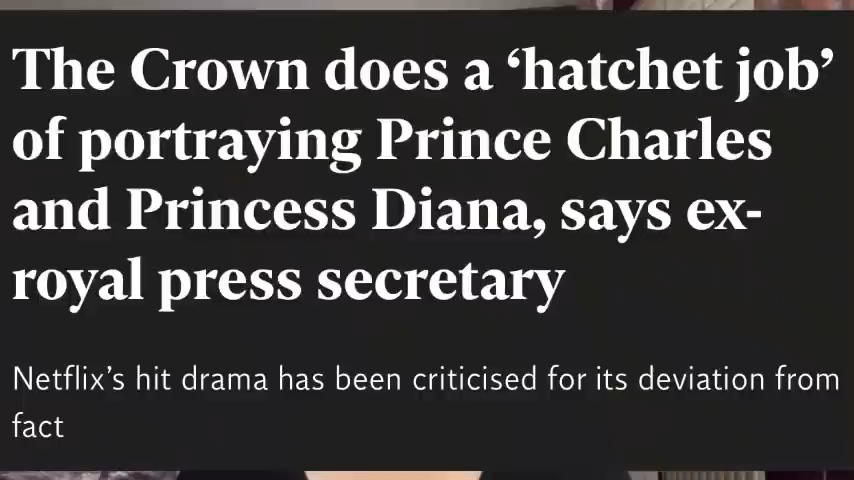 The Crown does a ‘hatchet job’
of portraying Prince Charles
and Princess Diana, says ex-
royal press secretary
Netflix’s hit drama has been criticised for its deviation from
fact